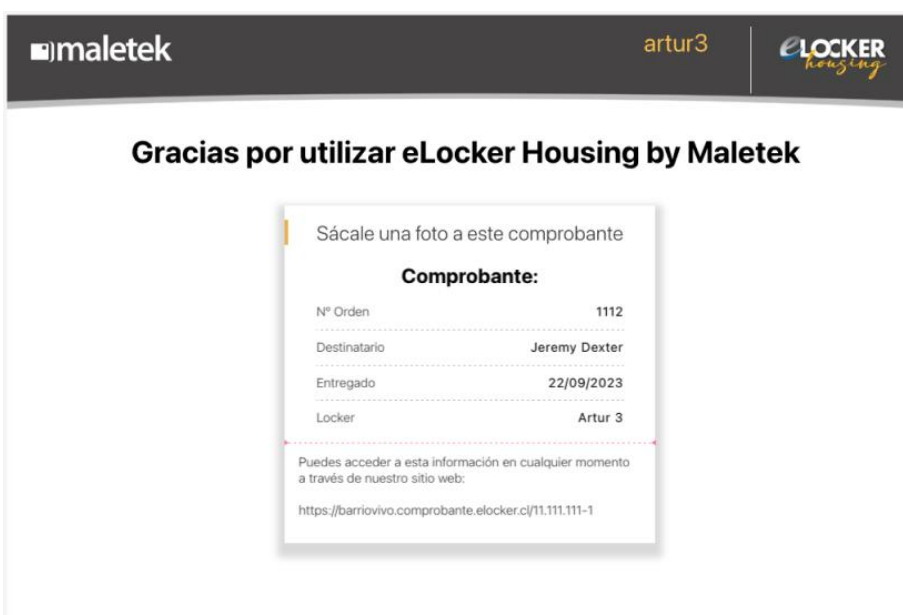 maletek
artur3
eLOCKER
housing
Gracias por utilizar eLocker Housing by Maletek
Sácale una foto a este comprobante
Comprobante:
Nº Orden 1112
Destinatario Jeremy Dexter
Entregado 22/09/2023
Locker Artur 3
Puedes acceder a esta información en cualquier momento
a través de nuestro sitio web:
https://barriovivo.comprobante.elocker.cl/11.111.111-1